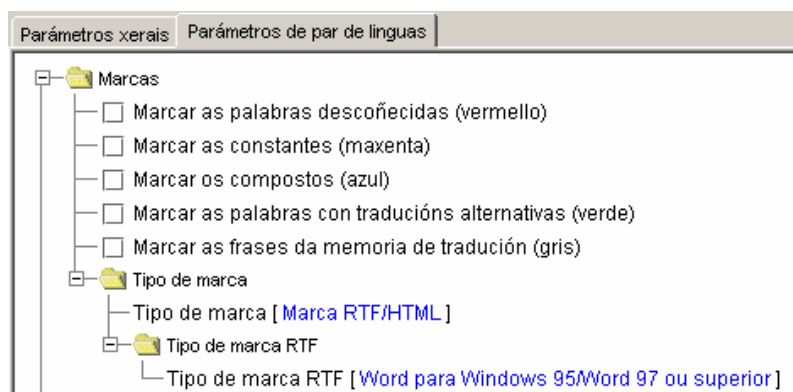 Parámetros xerais Parámetros de par de linguas
Marcas
Marcar as palabras descoñecidas (vermello)
Marcar as constantes (maxenta)
Marcar os compostos (azul)
Marcar as palabras con traducións alternativas (verde)
Marcar as frases da memoria de tradución (gris)
Tipo de marca
Tipo de marca [ Marca RTF/HTML ]
Tipo de marca RTF
Tipo de marca RTF [ Word para Windows 95/Word 97 ou superior ]